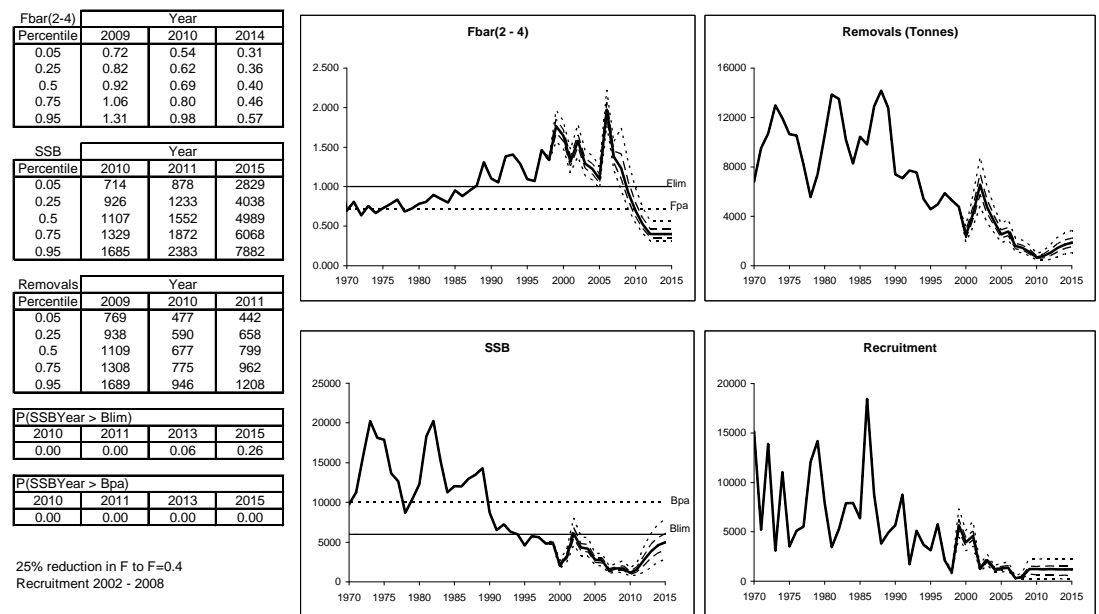 Fbar(2-4) Year
Percentile 2009 2010 2014
0.05 0.72 0.54 0.31
0.25 0.82 0.62 0.36
0.5 0.92 0.69 0.40
0.75 1.06 0.80 0.46
0.95 1.31 0.98 0.57
SSB Year
Percentile 2010 2011 2015
0.05 714 878 2829
0.25 926 1233 4038
0.5 1107 1552 4989
0.75 1329 1872 6068
0.95 1685 2383 7882
Removals Year
Percentile 2009 2010 2011
0.05 769 477 442
0.25 938 590 658
0.5 1109 677 799
0.75 1308 775 962
0.95 1689 946 1208
P(SSBYear > Blim)
2010 2011 2013 2015
0.00 0.00 0.06 0.26
P(SSBYear > Bpa)
2010 2011 2013 2015
0.00 0.00 0.00 0.00
25% reduction in F to F=0.4
Recruitment 2002 - 2008
Fbar(2 - 4)
2.500
2.000
1.500
1.000
0.500
0.000
Flim
Fpa
1970 1975 1980 1985 1990 1995 2000 2005 2010 2015
Removals (Tonnes)
16000
12000
8000
4000
0
1970 1975 1980 1985 1990 1995 2000 2005 2010 2015
SSB
25000
20000
15000
10000
5000
0
Bpa
Blim
1970 1975 1980 1985 1990 1995 2000 2005 2010 2015
Recruitment
20000
15000
10000
5000
0
1970 1975 1980 1985 1990 1995 2000 2005 2010 2015